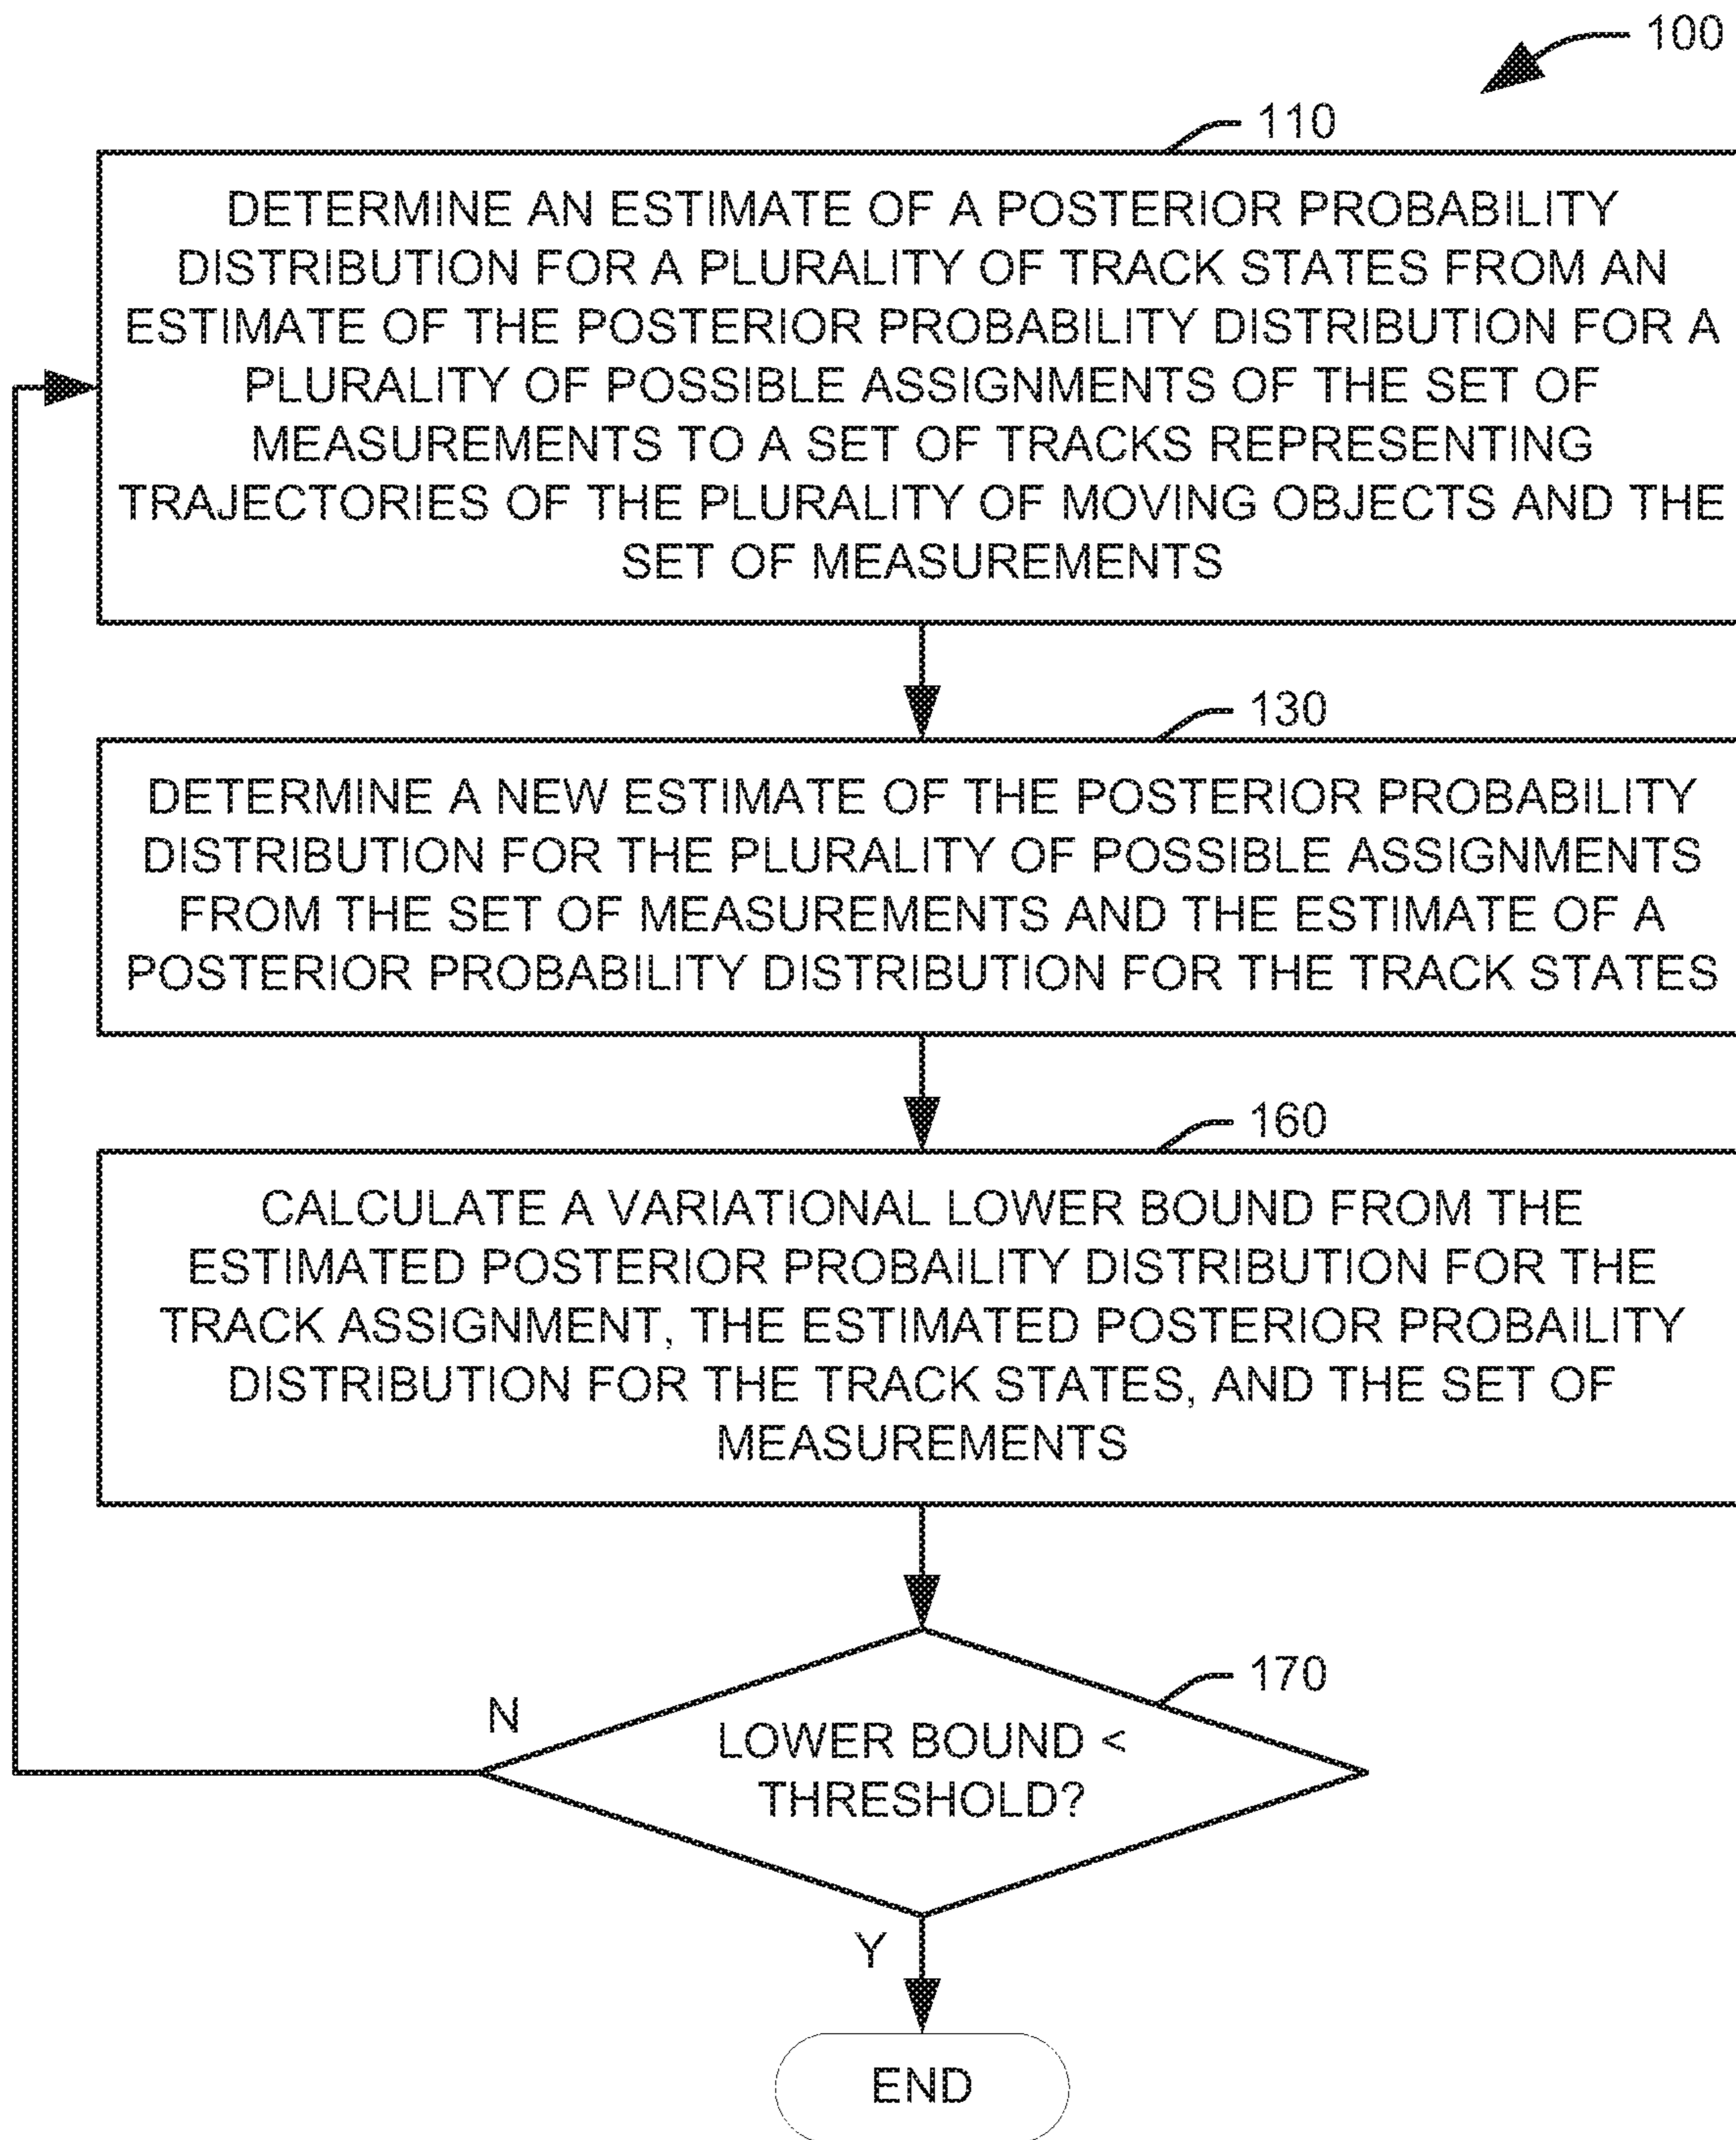 100
110
DETERMINE AN ESTIMATE OF A POSTERIOR PROBABILITY
DISTRIBUTION FOR A PLURALITY OF TRACK STATES FROM AN
ESTIMATE OF THE POSTERIOR PROBABILITY DISTRIBUTION FOR A
PLURALITY OF POSSIBLE ASSIGNMENTS OF THE SET OF
MEASUREMENTS TO A SET OF TRACKS REPRESENTING
TRAJECTORIES OF THE PLURALITY OF MOVING OBJECTS AND THE
SET OF MEASUREMENTS
130
DETERMINE A NEW ESTIMATE OF THE POSTERIOR PROBABILITY
DISTRIBUTION FOR THE PLURALITY OF POSSIBLE ASSIGNMENTS
FROM THE SET OF MEASUREMENTS AND THE ESTIMATE OF A
POSTERIOR PROBABILITY DISTRIBUTION FOR THE TRACK STATES
160
CALCULATE A VARIATIONAL LOWER BOUND FROM THE
ESTIMATED POSTERIOR PROBAILITY DISTRIBUTION FOR THE
TRACK ASSIGNMENT, THE ESTIMATED POSTERIOR PROBAILITY
DISTRIBUTION FOR THE TRACK STATES, AND THE SET OF
MEASUREMENTS
170
N
LOWER BOUND <
THRESHOLD?
Y
END